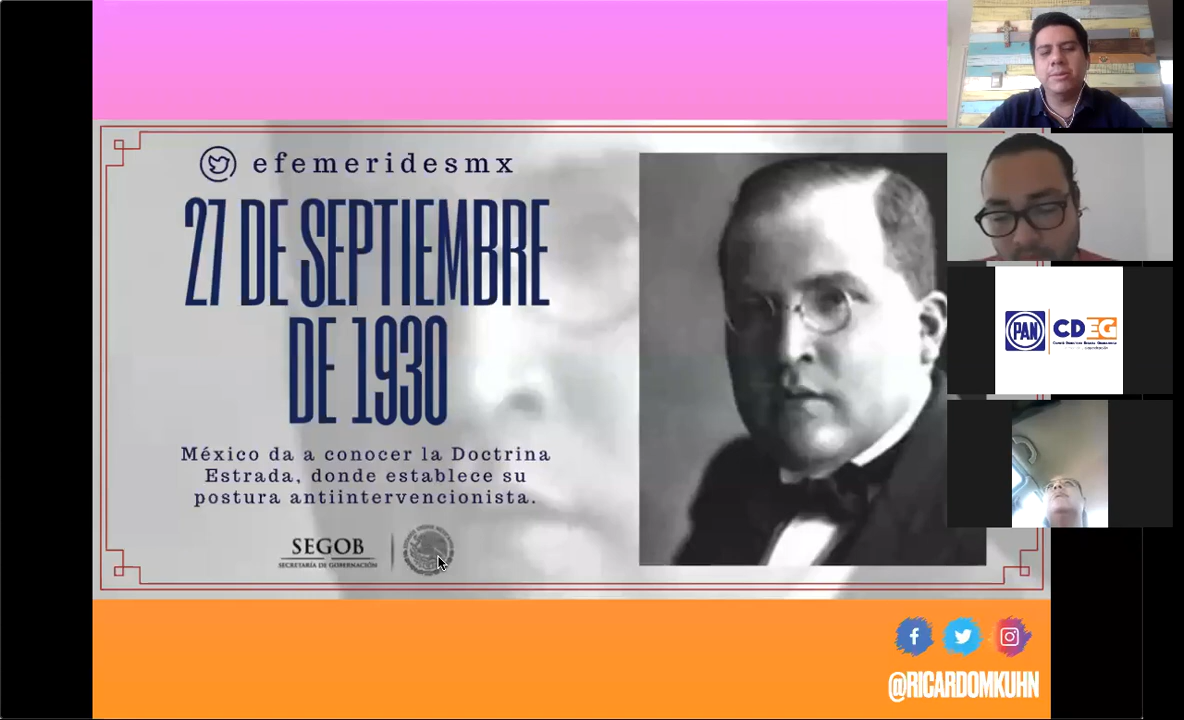 efemeridesmx
27 DE SEPTIEMBRE
DE 1930
México da a conocer la Doctrina
Estrada, donde establece su
postura antiintervencionista.
SEGOB
SECRETARÍA DE GOBERNACIÓN
@RICARDOMKUHN
PAN
CDEG